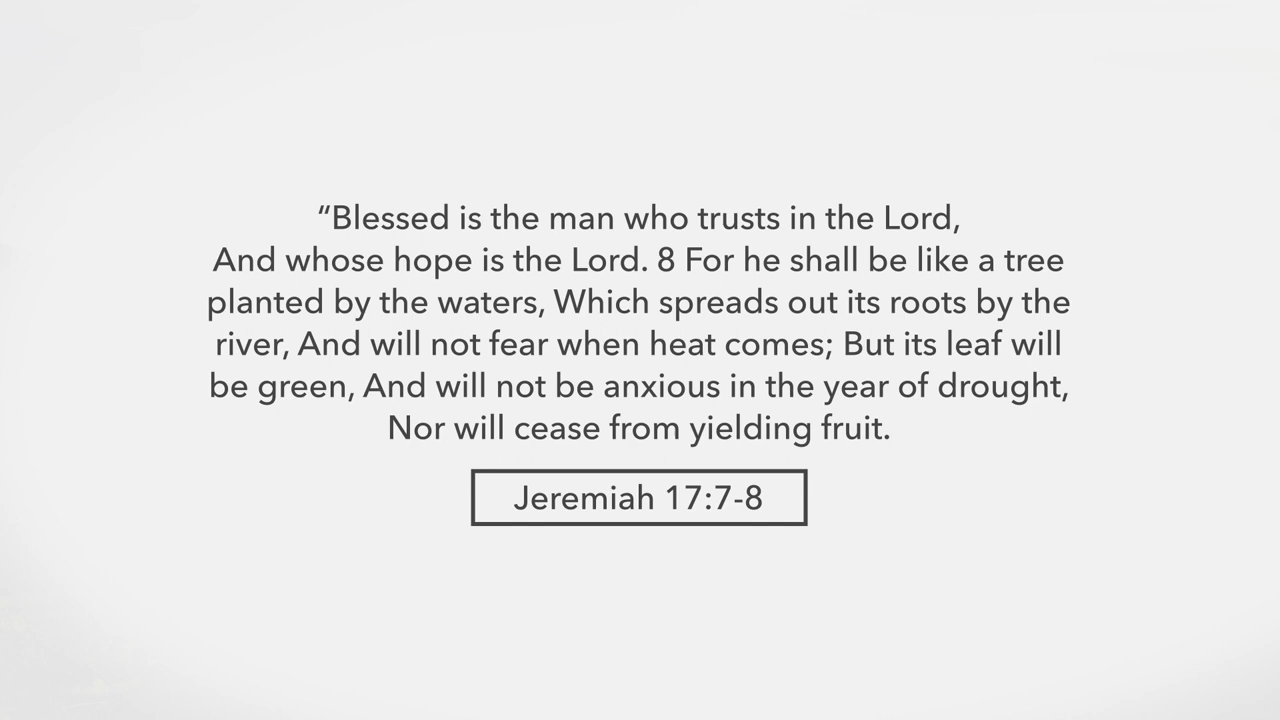 “Blessed is the man who trusts in the Lord,
And whose hope is the Lord. 8 For he shall be like a tree
planted by the waters, Which spreads out its roots by the
river, And will not fear when heat comes; But its leaf will
be green, And will not be anxious in the year of drought,
Nor will cease from yielding fruit.
Jeremiah 17:7-8